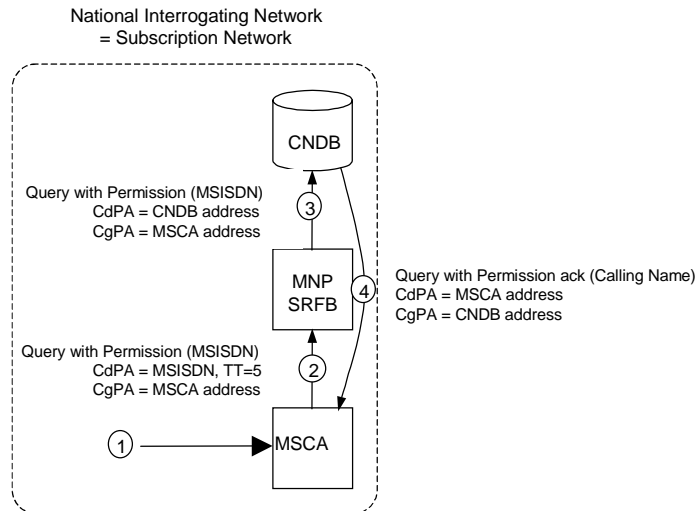 National Interrogating Network
= Subscription Network
CNDB
Query with Permission (MSISDN)
CdPA = CNDB address
CgPA = MSCA address
3
MNP
SRFB
4
Query with Permission ack (Calling Name)
CdPA = MSCA address
CgPA = CNDB address
Query with Permission (MSISDN)
CdPA = MSISDN, TT=5
CgPA = MSCA address
2
1
MSCA